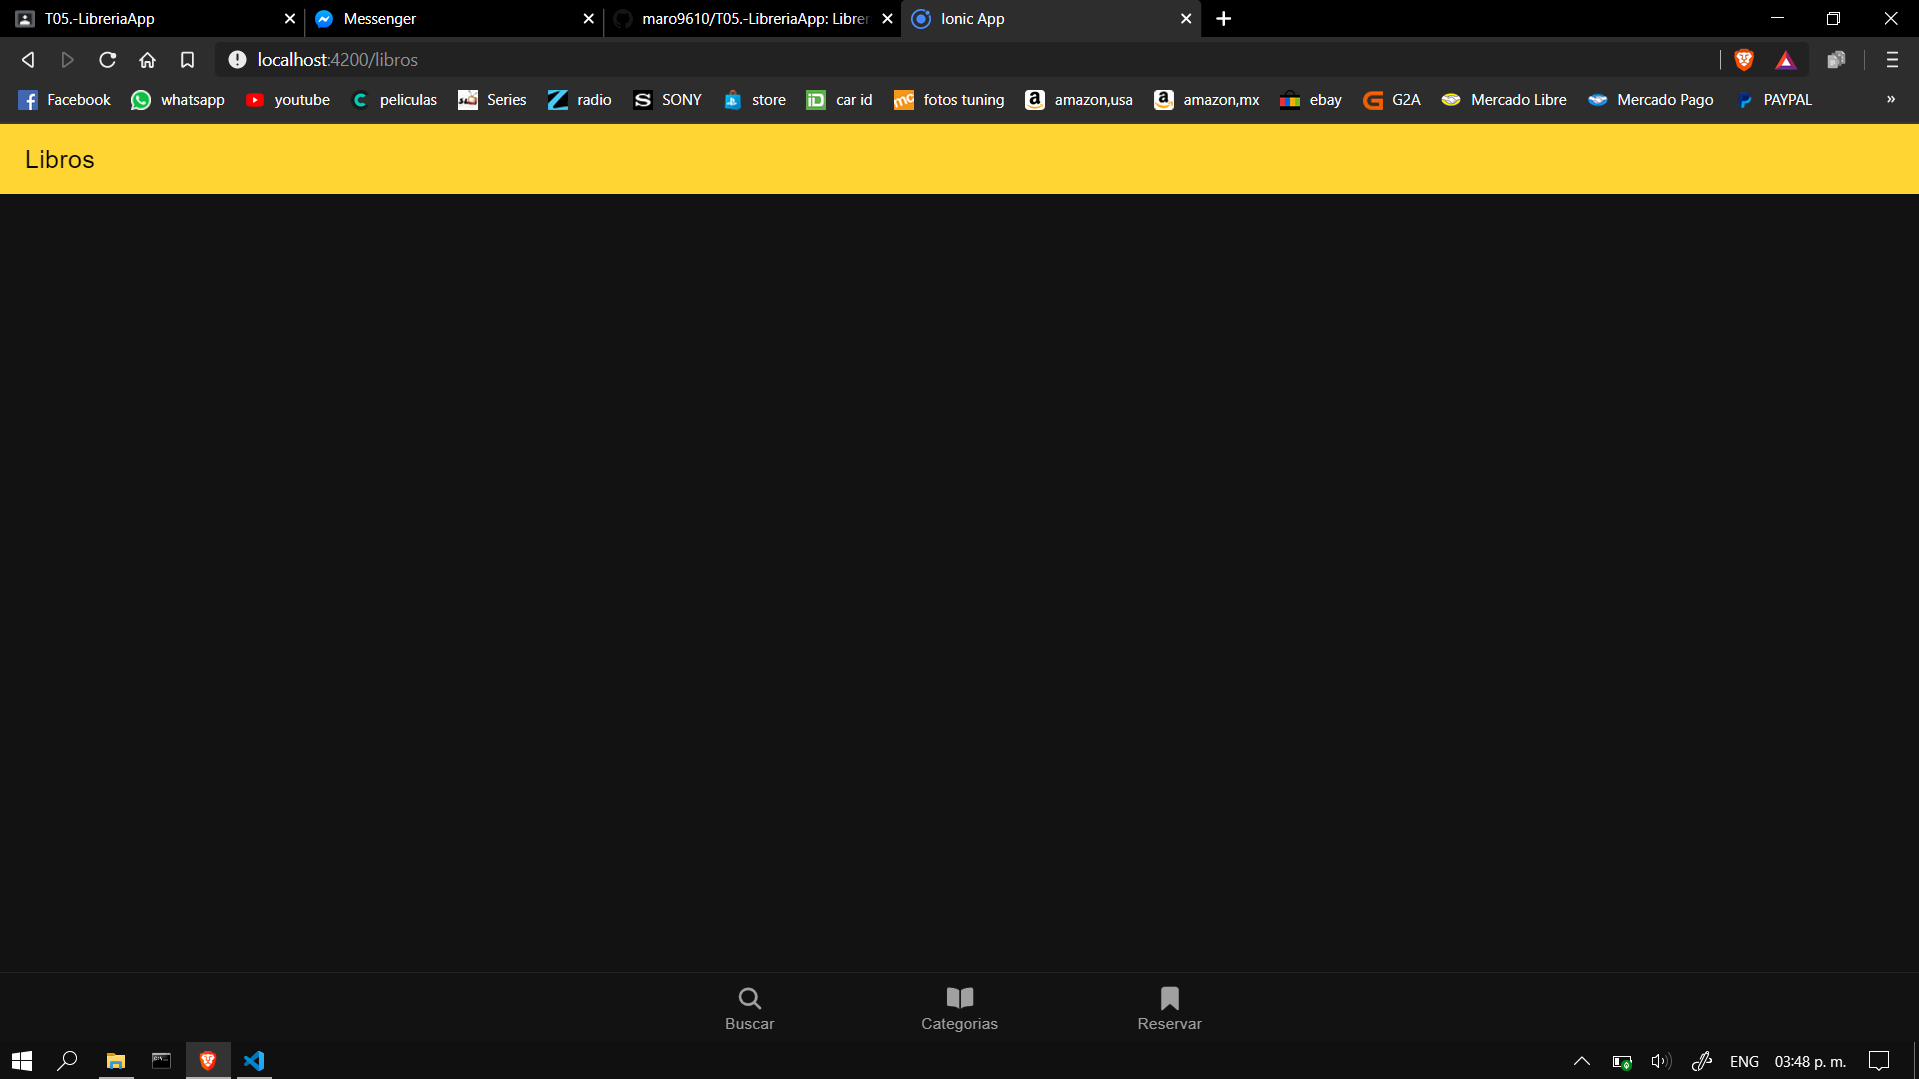 T05.-LibreriaApp Messenger maro9610/T05.-LibreriaApp: Librer Ionic App
localhost:4200/libros
Facebook whatsapp youtube peliculas Series radio SONY store car id fotos tuning amazon,usa amazon,mx ebay G2A Mercado Libre Mercado Pago PAYPAL »
Libros
Buscar Categorias Reservar
ENG 03:48 p. m.